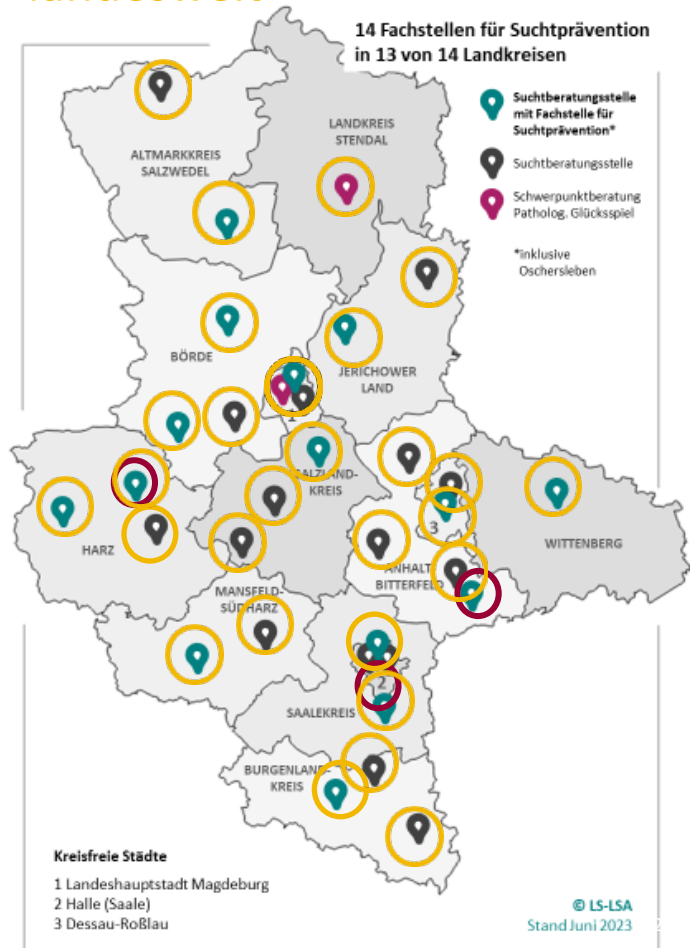 14 Fachstellen für Suchtprävention
in 13 von 14 Landkreisen
Suchtberatungsstelle
mit Fachstelle für
Suchtprävention*
Suchtberatungsstelle
Schwerpunktberatung
Patholog. Glücksspiel
*inklusive
Oschersleben
LANDKREIS
STENDAL
ALTMARKKREIS
SALZWEDEL
BÖRDE
JERICHOWER
LAND
1
SALZLAND-
KREIS
3
WITTENBERG
HARZ
ANHALT
BITTERFELD
MANSFELD-
SÜDHARZ
2
SAALEKREIS
BURGENLAND-
KREIS
Kreisfreie Städte
1 Landeshauptstadt Magdeburg
2 Halle (Saale)
3 Dessau-Roßlau
© LS-LSA
Stand Juni 2023